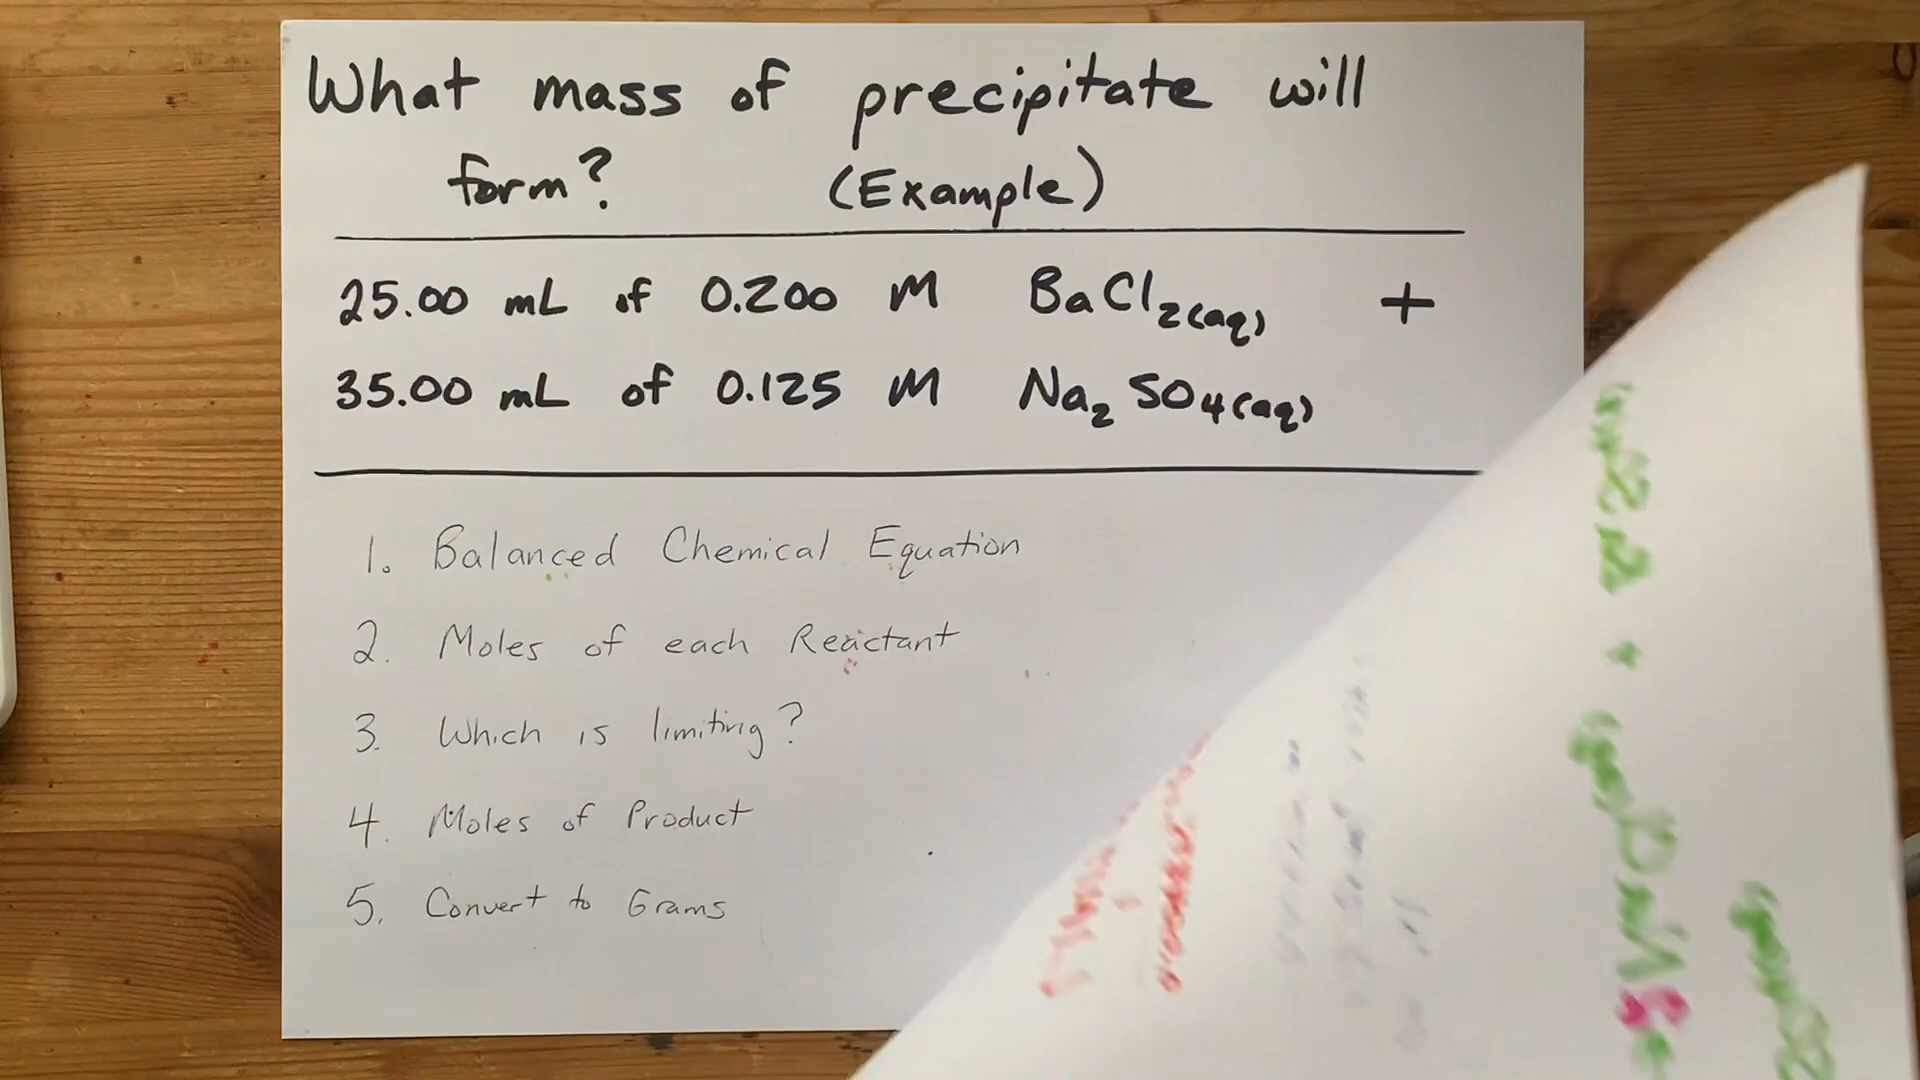 What mass of precipitate will
form? (Example)
25.00 mL of 0.200 M BaCl₂(aq) +
35.00 mL of 0.125 M Na₂SO₄(aq)
1. Balanced Chemical Equation
2. Moles of each Reactant
3. Which is limiting?
4. Moles of Product
5. Convert to Grams